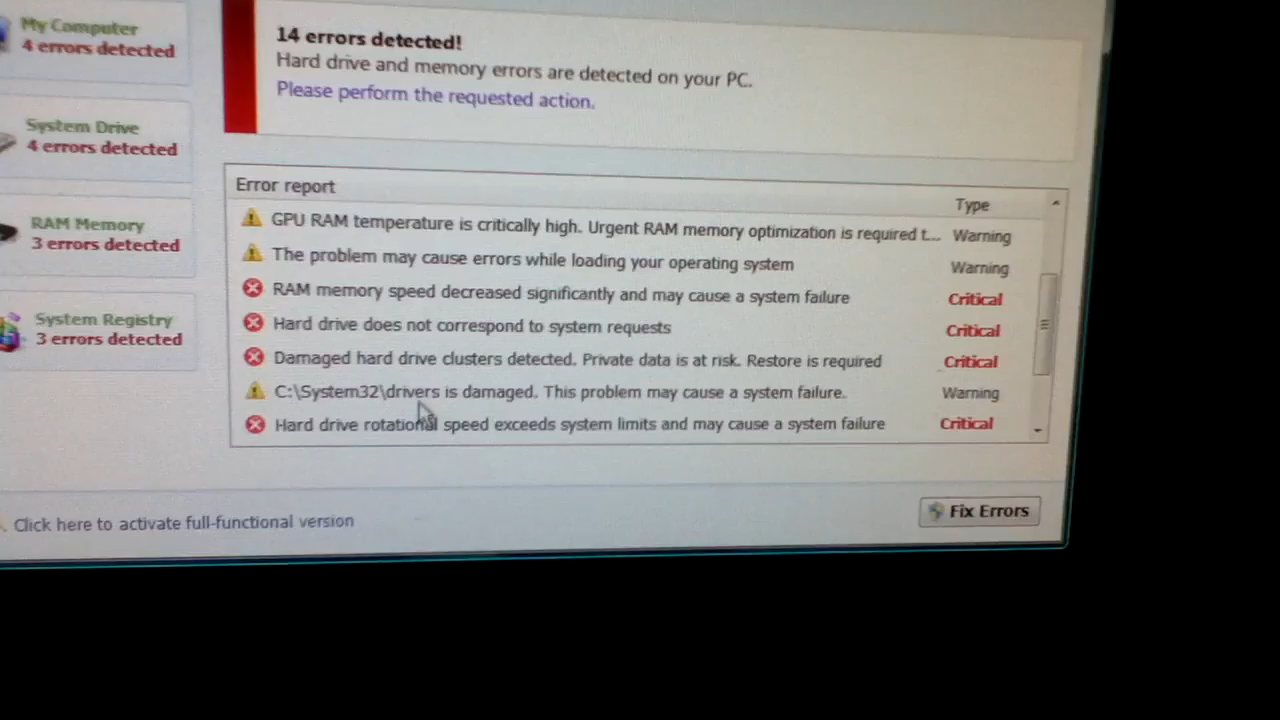 My Computer
4 errors detected
System Drive
4 errors detected
RAM Memory
3 errors detected
System Registry
3 errors detected
14 errors detected!
Hard drive and memory errors are detected on your PC.
Please perform the requested action.
Error report Type
GPU RAM temperature is critically high. Urgent RAM memory optimization is required t... Warning
The problem may cause errors while loading your operating system Warning
RAM memory speed decreased significantly and may cause a system failure Critical
Hard drive does not correspond to system requests Critical
Damaged hard drive clusters detected. Private data is at risk. Restore is required Critical
C:\System32\drivers is damaged. This problem may cause a system failure. Warning
Hard drive rotational speed exceeds system limits and may cause a system failure Critical
Click here to activate full-functional version
Fix Errors